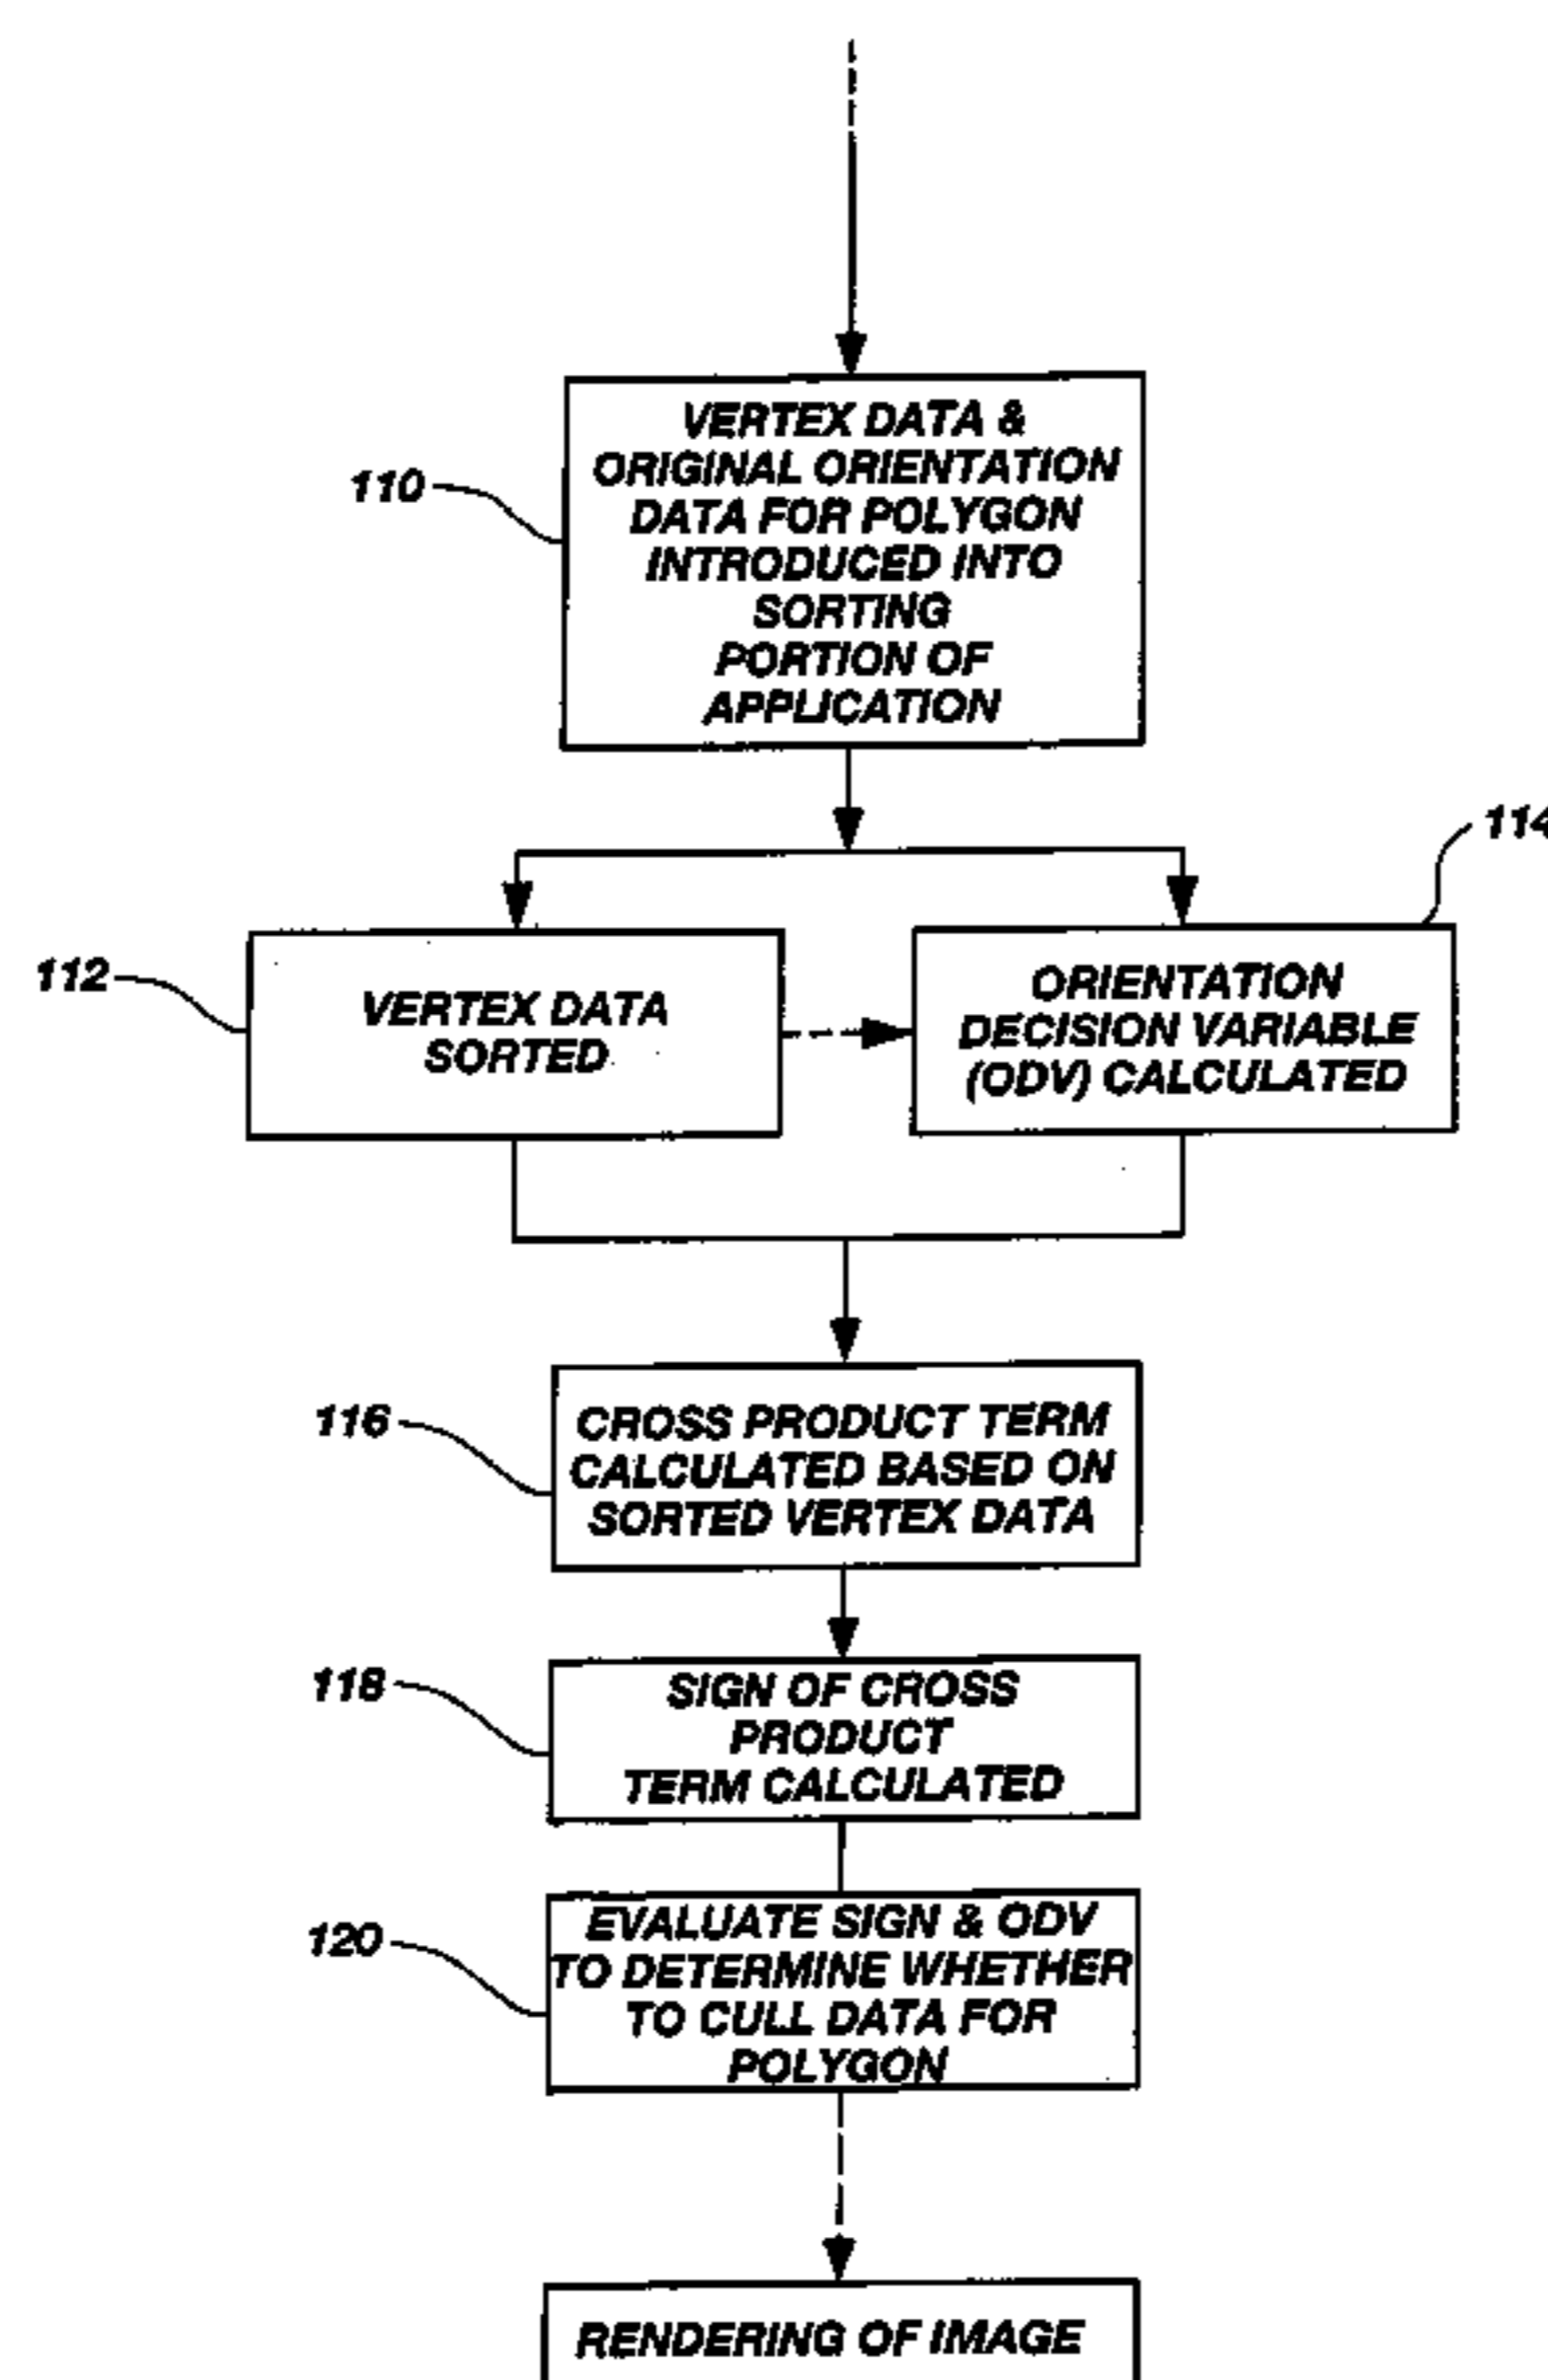 VERTEX DATA &
ORIGINAL ORIENTATION
DATA FOR POLYGON
INTRODUCED INTO
SORTING
PORTION OF
APPLICATION
110
114
112
VERTEX DATA
SORTED
ORIENTATION
DECISION VARIABLE
(ODV) CALCULATED
116
CROSS PRODUCT TERM
CALCULATED BASED ON
SORTED VERTEX DATA
118
SIGN OF CROSS
PRODUCT
TERM CALCULATED
120
EVALUATE SIGN & ODV
TO DETERMINE WHETHER
TO CULL DATA FOR
POLYGON
RENDERING OF IMAGE